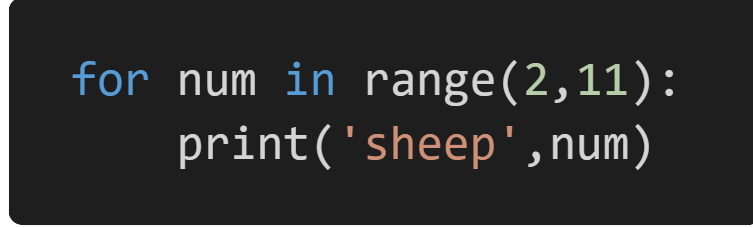 for num in range(2,11):
    print('sheep',num)